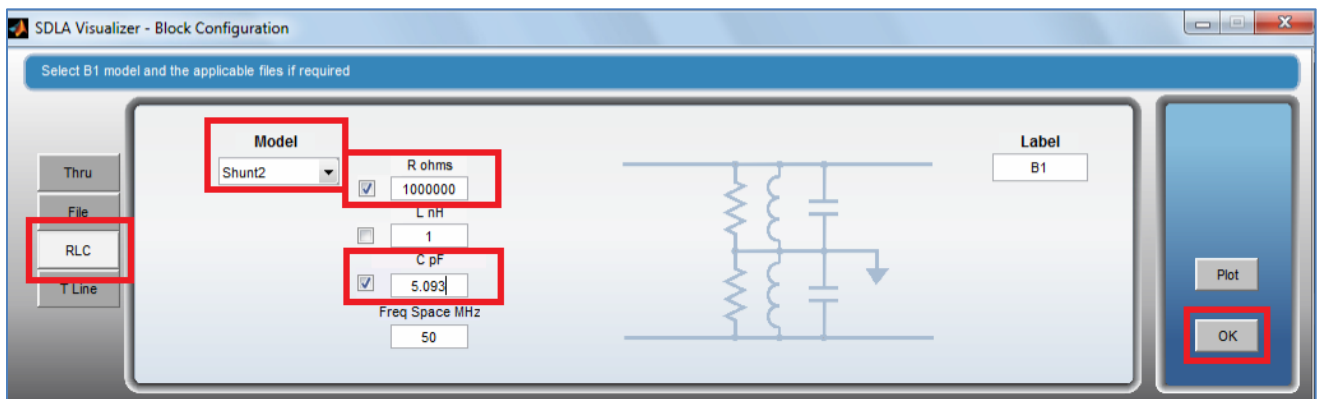 SDLA Visualizer - Block Configuration
Select B1 model and the applicable files if required
Thru
File
RLC
T Line
Model
Shunt2
R ohms
1000000
L nH
1
C pF
5.093
Freq Space MHz
50
Label
B1
Plot
OK